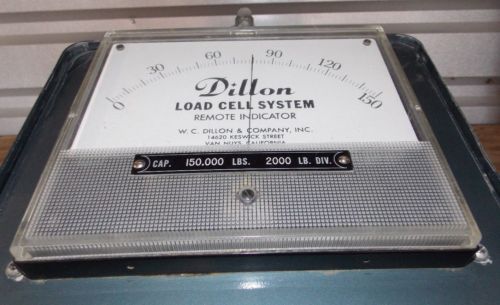 0 30 60 90 120 150
Dillon
LOAD CELL SYSTEM
REMOTE INDICATOR
W. C. DILLON & COMPANY, INC.
14620 KESWICK STREET
VAN NUYS, CALIFORNIA
CAP. 150,000 LBS. 2000 LB. DIV.